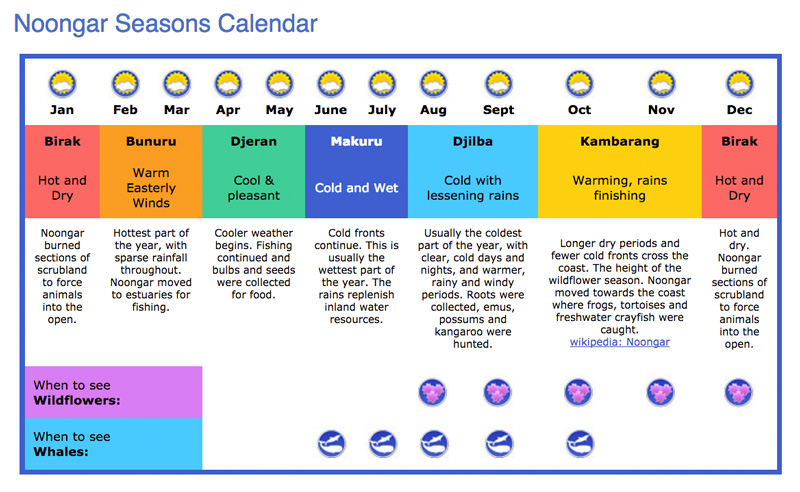 Noongar Seasons Calendar
Jan
Feb
Mar
Apr
May
June
July
Aug
Sept
Oct
Nov
Dec
Birak
Hot and
Dry
Bunuru
Warm
Easterly
Winds
Djeran
Cool &
pleasant
Makuru
Cold and Wet
Djilba
Cold with
lessening rains
Kambarang
Warming, rains
finishing
Birak
Hot and
Dry
Noongar
burned
sections of
scrubland
to force
animals
into the
open.
Hottest part of
the year, with
sparse rainfall
throughout.
Noongar moved
to estuaries for
fishing.
Cooler weather
begins. Fishing
continued and
bulbs and seeds
were collected
for food.
Cold fronts
continue. This is
usually the
wettest part of
the year. The
rains replenish
inland water
resources.
Usually the coldest
part of the year, with
clear, cold days and
nights, and warmer,
rainy and windy
periods. Roots were
collected, emus,
possums and
kangaroo were
hunted.
Longer dry periods and
fewer cold fronts cross the
coast. The height of the
wildflower season. Noongar
moved towards the coast
where frogs, tortoises and
freshwater crayfish were
caught.
wikipedia: Noongar
Hot and
dry.
Noongar
burned
sections of
scrubland
to force
animals
into the
open.
When to see
Wildflowers:
When to see
Whales: